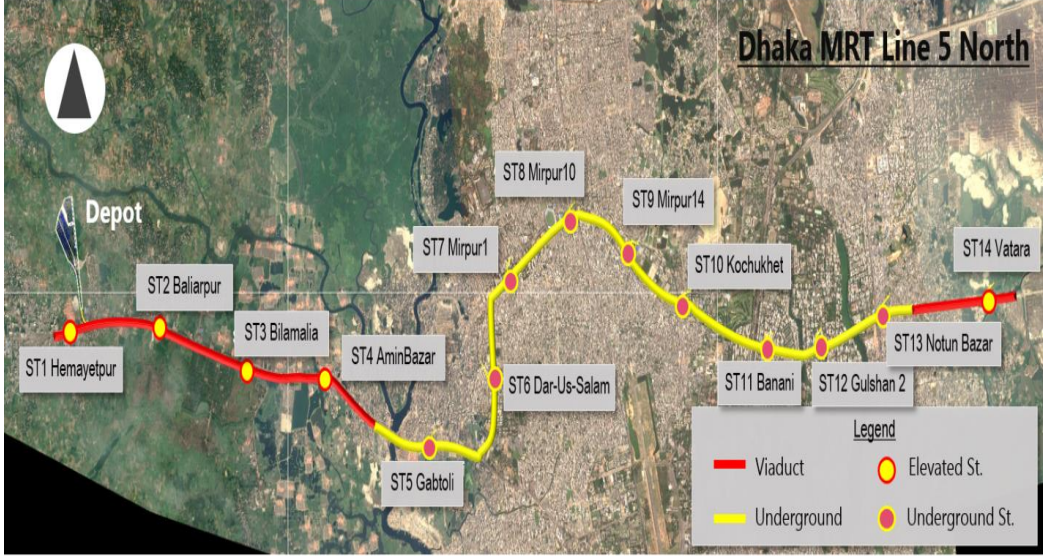 Dhaka MRT Line 5 North
Depot
ST1 Hemayetpur
ST2 Baliarpur
ST3 Bilamalia
ST4 AminBazar
ST5 Gabtoli
ST6 Dar-Us-Salam
ST7 Mirpur1
ST8 Mirpur10
ST9 Mirpur14
ST10 Kochukhet
ST11 Banani
ST12 Gulshan 2
ST13 Notun Bazar
ST14 Vatara
Legend
Viaduct
Elevated St.
Underground
Underground St.